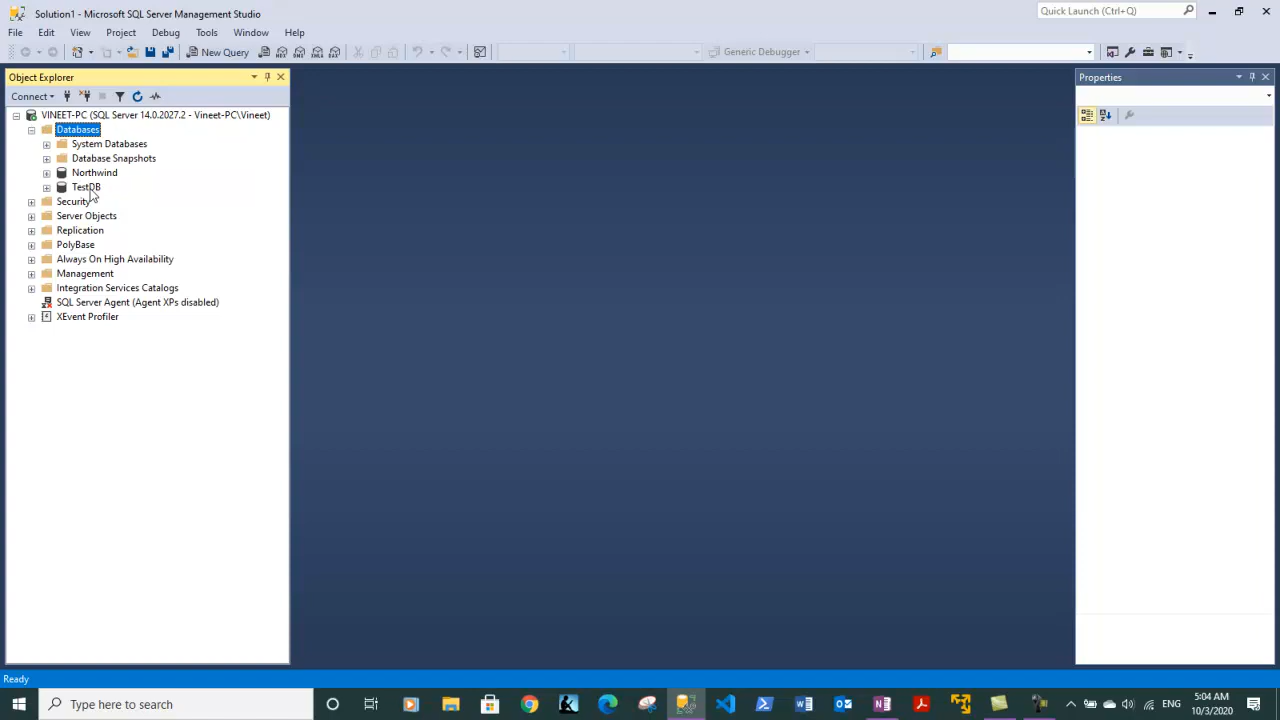 Solution1 - Microsoft SQL Server Management Studio
Quick Launch (Ctrl+Q)
File Edit View Project Debug Tools Window Help
New Query
Generic Debugger
Object Explorer
Properties
Connect
VINEET-PC (SQL Server 14.0.2027.2 - Vineet-PC\Vineet)
Databases
System Databases
Database Snapshots
Northwind
TestDB
Security
Server Objects
Replication
PolyBase
Always On High Availability
Management
Integration Services Catalogs
SQL Server Agent (Agent XPs disabled)
XEvent Profiler
Ready
Type here to search
ENG
5:04 AM
10/3/2020